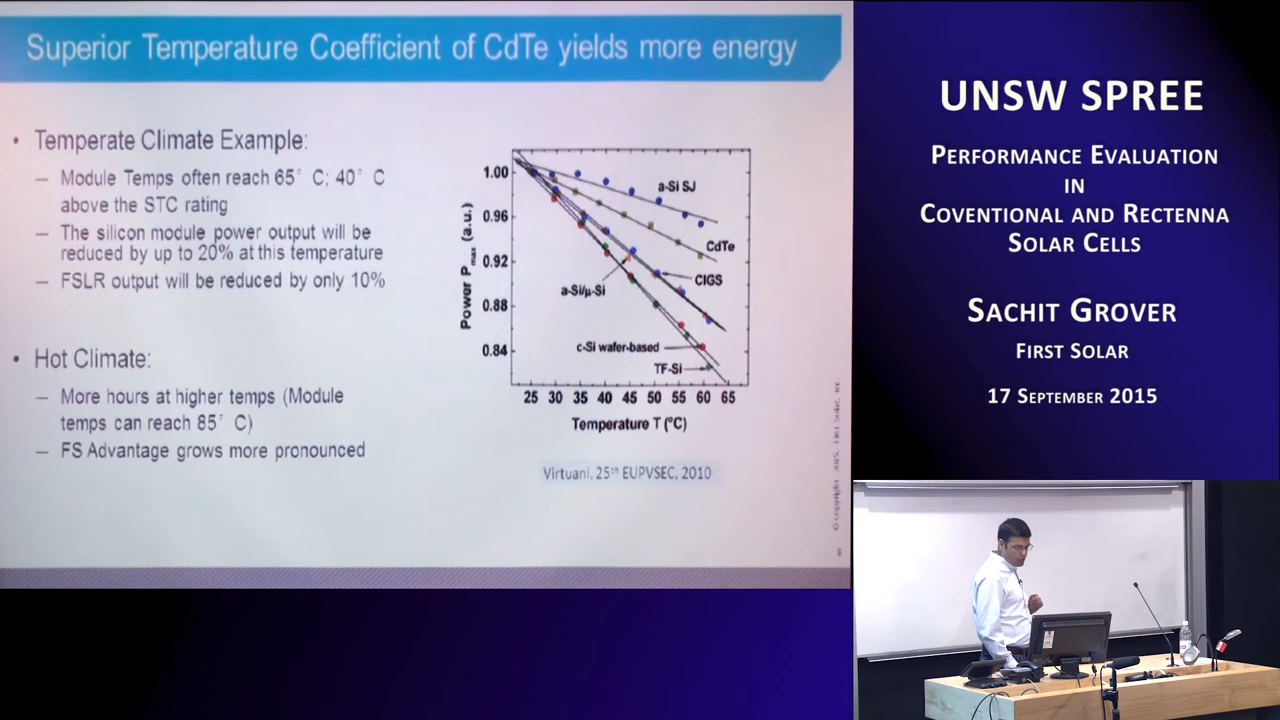 Superior Temperature Coefficient of CdTe yields more energy
• Temperate Climate Example:
– Module Temps often reach 65° C; 40° C
above the STC rating
– The silicon module power output will be
reduced by up to 20% at this temperature
– FSLR output will be reduced by only 10%
• Hot Climate:
– More hours at higher temps (Module
temps can reach 85° C)
– FS Advantage grows more pronounced
Power Pmax (a.u.)
1.00
0.96
0.92
0.88
0.84
a-Si SJ
CdTe
CIGS
a-Si/μ-Si
c-Si wafer-based
TF-Si
25 30 35 40 45 50 55 60 65
Temperature T (°C)
Virtuani, 25th EUPVSEC, 2010
UNSW SPREE
PERFORMANCE EVALUATION
IN
COVENTIONAL AND RECTENNA
SOLAR CELLS
SACHIT GROVER
FIRST SOLAR
17 SEPTEMBER 2015